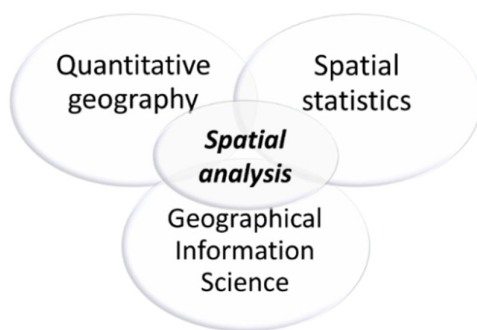 Quantitative
geography
Spatial
statistics
Spatial
analysis
Geographical
Information
Science